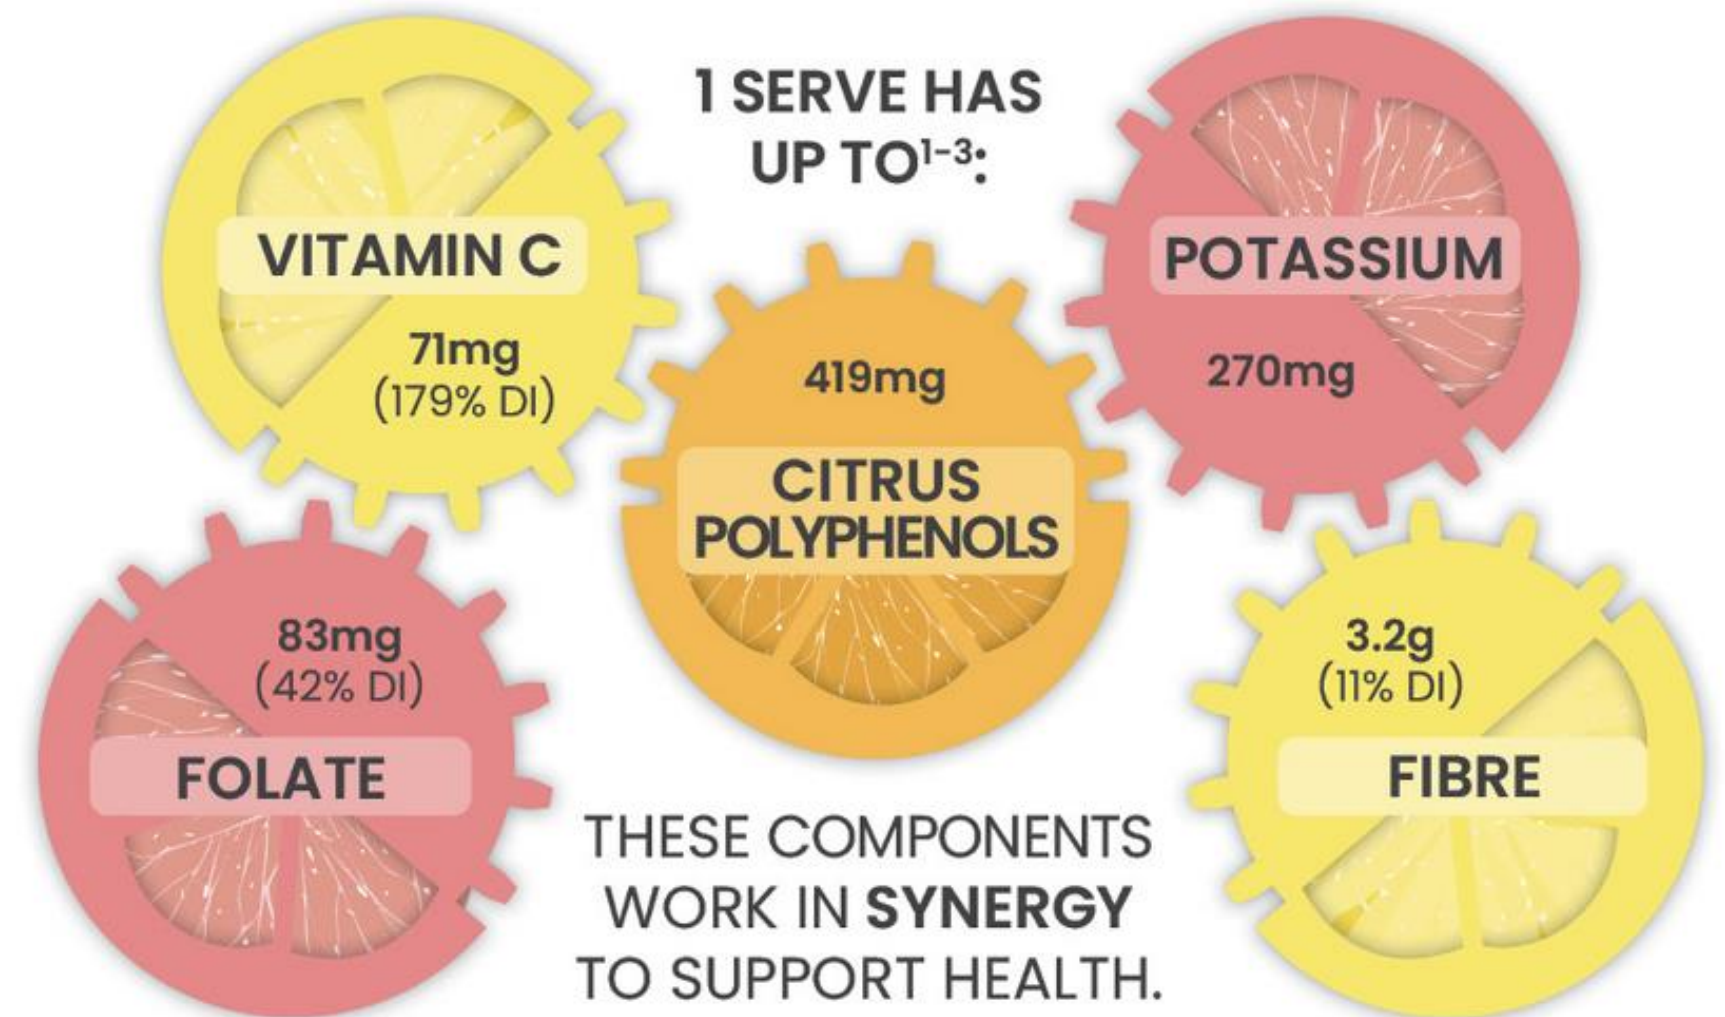 1 SERVE HAS
UP TO¹⁻³:
VITAMIN C
71mg
(179% DI)
POTASSIUM
270mg
419mg
CITRUS
POLYPHENOLS
83mg
(42% DI)
FOLATE
3.2g
(11% DI)
FIBRE
THESE COMPONENTS
WORK IN SYNERGY
TO SUPPORT HEALTH.